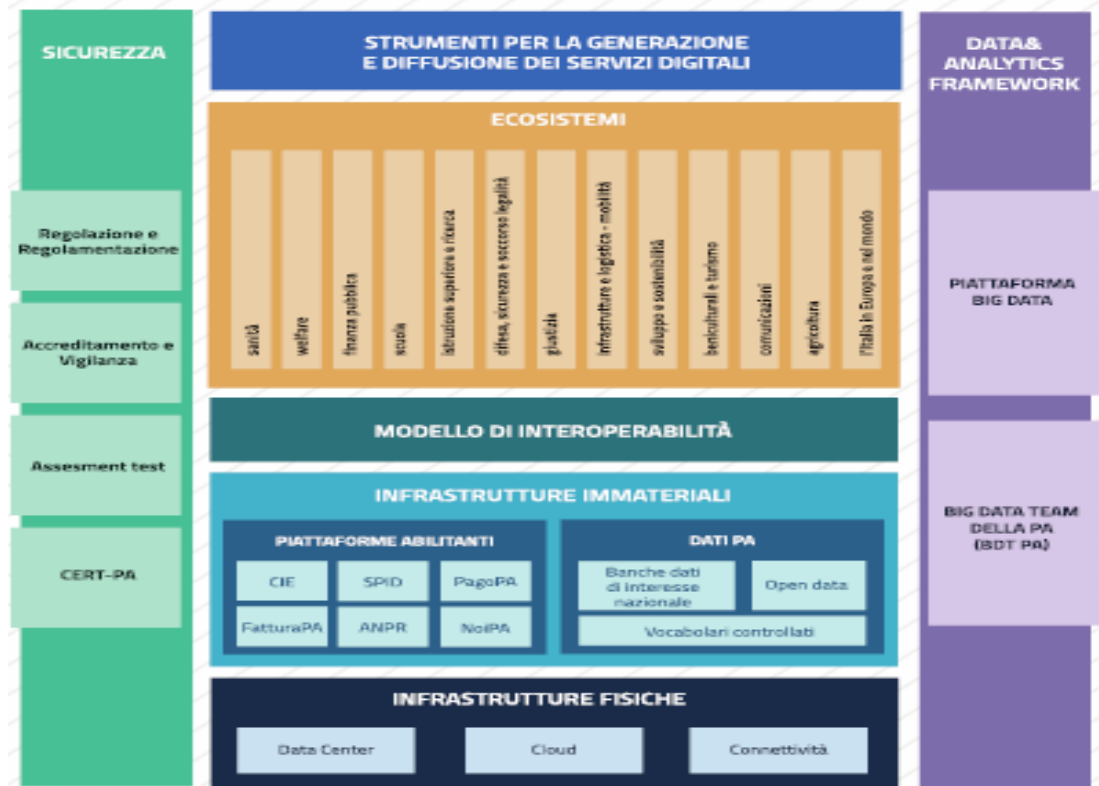 SICUREZZA
Regolazione e
Regolamentazione
Accreditamento e
Vigilanza
Assesment test
CERT-PA
STRUMENTI PER LA GENERAZIONE
E DIFFUSIONE DEI SERVIZI DIGITALI
ECOSISTEMI
sanità
welfare
finanza pubblica
scuola
istruzione superiore e ricerca
difesa, sicurezza e soccorso legalità
giustizia
infrastrutture e logistica - mobilità
sviluppo e sostenibilità
beniculturali e turismo
comunicazioni
agricoltura
l'Italia in Europa e nel mondo
MODELLO DI INTEROPERABILITÀ
INFRASTRUTTURE IMMATERIALI
PIATTAFORME ABILITANTI
CIE
SPID
PagoPA
FatturaPA
ANPR
NoiPA
DATI PA
Banche dati
di interesse
nazionale
Open data
Vocabolari controllati
INFRASTRUTTURE FISICHE
Data Center
Cloud
Connettività
DATA&
ANALYTICS
FRAMEWORK
PIATTAFORMA
BIG DATA
BIG DATA TEAM
DELLA PA
(BDT PA)